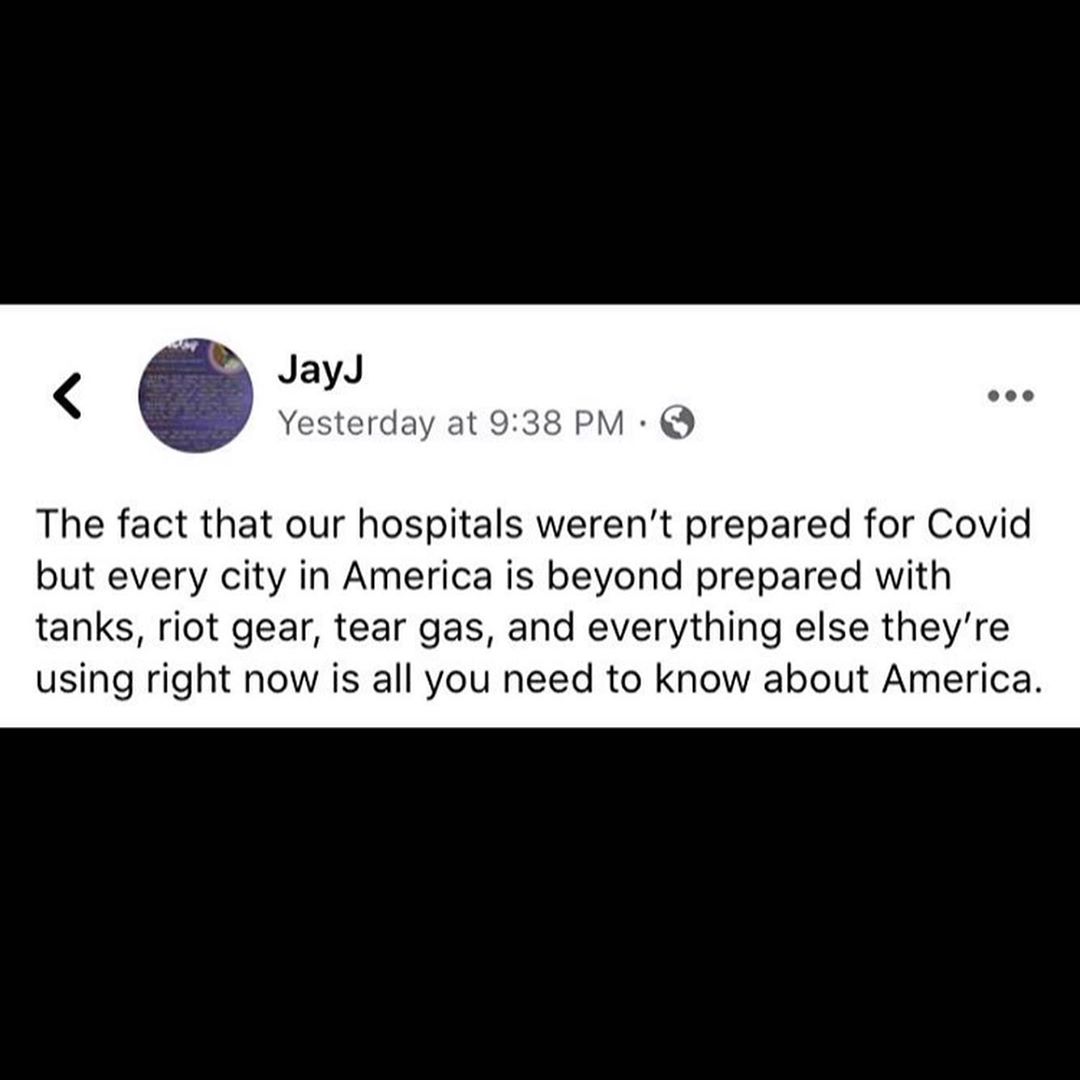 JayJ
Yesterday at 9:38 PM ·
The fact that our hospitals weren’t prepared for Covid
but every city in America is beyond prepared with
tanks, riot gear, tear gas, and everything else they’re
using right now is all you need to know about America.